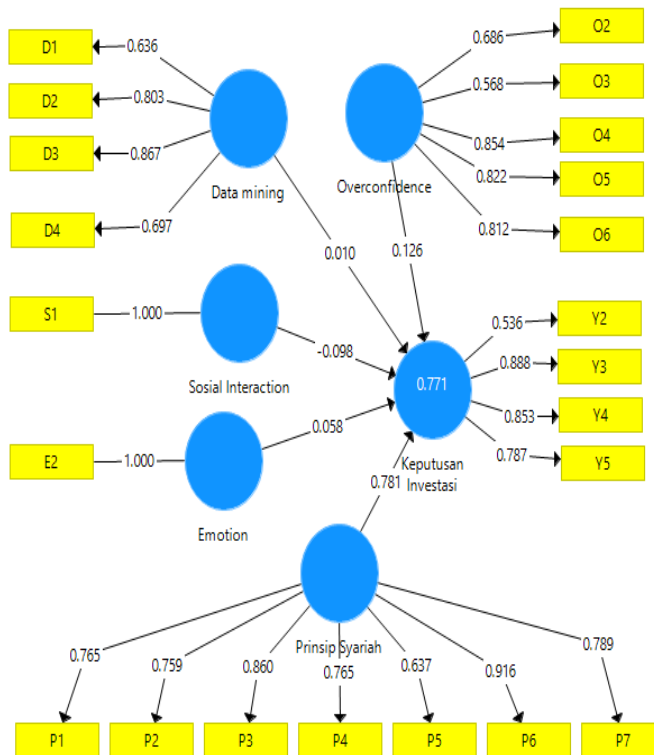 D1
0.636
D2
0.803
D3
0.867
D4
0.697
Data mining
0.010
O2
0.686
O3
0.568
O4
0.854
O5
0.822
O6
0.812
Overconfidence
0.126
S1
1.000
Sosial Interaction
-0.098
E2
1.000
Emotion
0.058
0.771
Keputusan
Investasi
Y2
0.536
Y3
0.888
Y4
0.853
Y5
0.787
0.781
Prinsip Syariah
0.765
0.759
0.860
0.765
0.637
0.916
0.789
P1
P2
P3
P4
P5
P6
P7